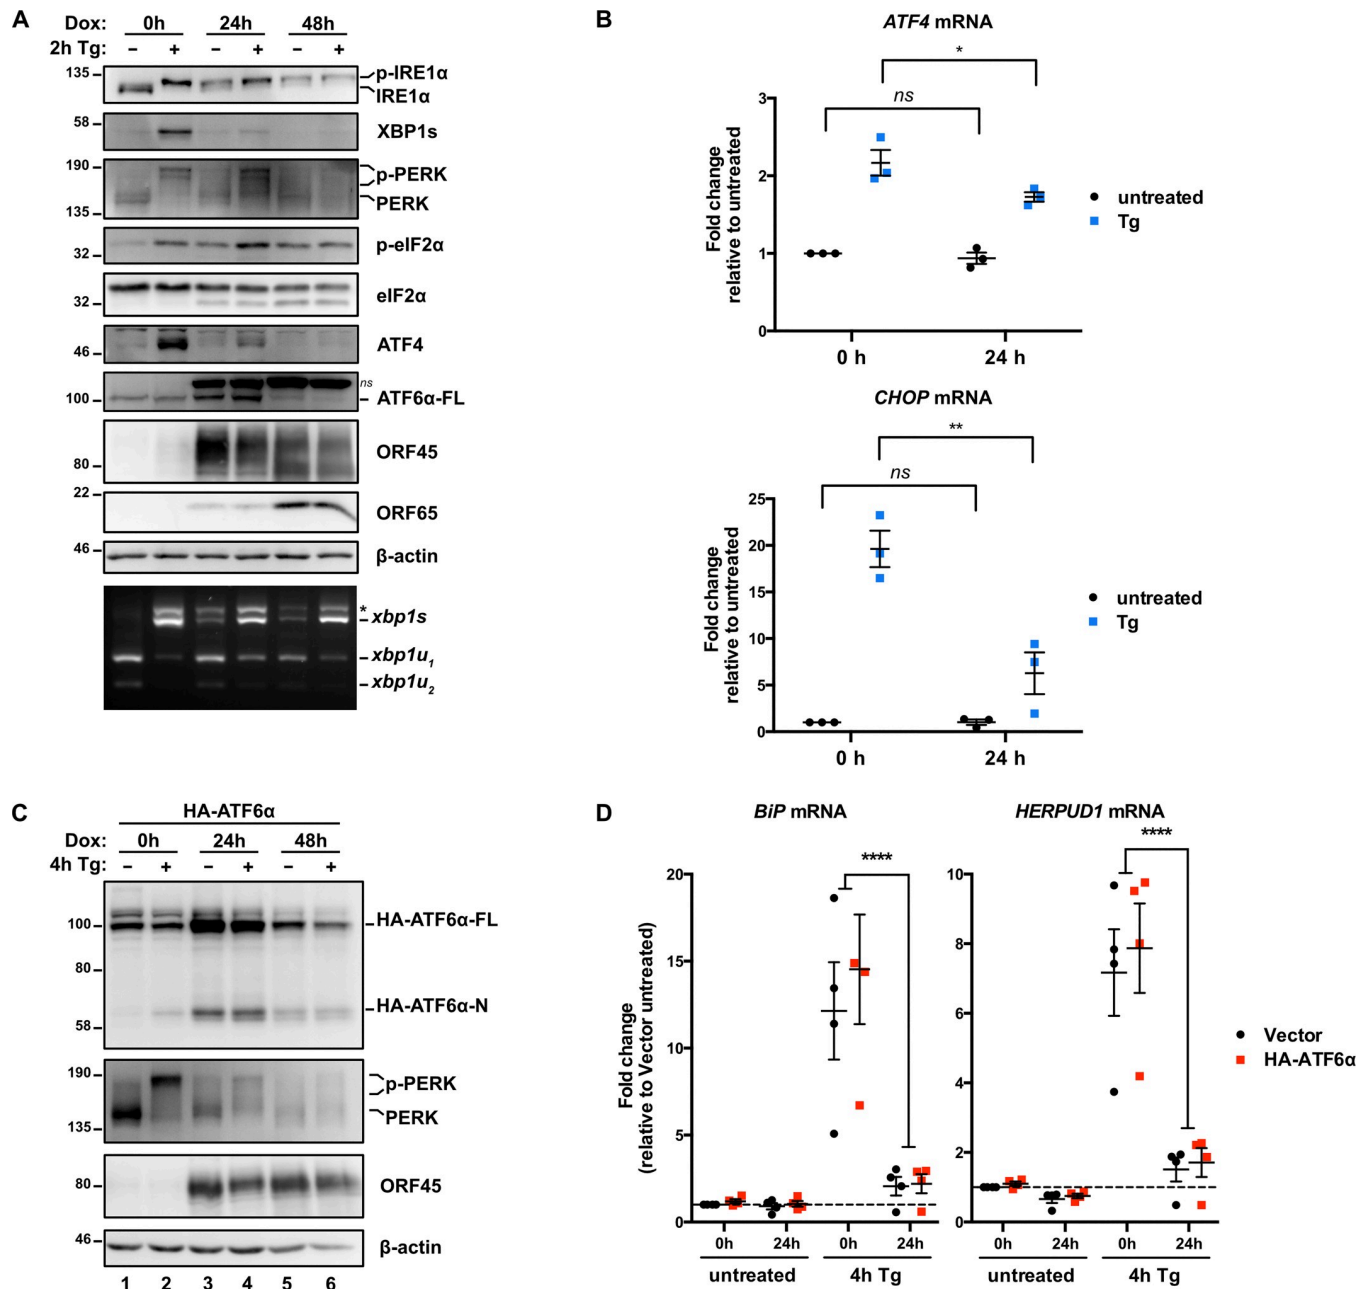 A
Dox: 0h 24h 48h
2h Tg: – + – + – +
135 p-IRE1α
IRE1α
58 XBP1s
190 p-PERK
PERK
135
p-eIF2α
32
eIF2α
32
ATF4
46
ns
100 ATF6α-FL
ORF45
80
22
ORF65
46
β-actin
*
xbp1s
xbp1u1
xbp1u2
B
ATF4 mRNA
*
ns
Fold change
relative to untreated
3
2
1
0
0 h 24 h
untreated
Tg
CHOP mRNA
**
ns
Fold change
relative to untreated
25
20
15
10
5
0
0 h 24 h
untreated
Tg
C
HA-ATF6α
Dox: 0h 24h 48h
4h Tg: – + – + – +
100 HA-ATF6α-FL
80
HA-ATF6α-N
58
190 p-PERK
PERK
135
80 ORF45
46
β-actin
1 2 3 4 5 6
D
BiP mRNA
****
Fold change
(relative to Vector untreated)
20
15
10
5
0
0h 24h 0h 24h
untreated 4h Tg
HERPUD1 mRNA
****
10
8
6
4
2
0
0h 24h 0h 24h
untreated 4h Tg
Vector
HA-ATF6α